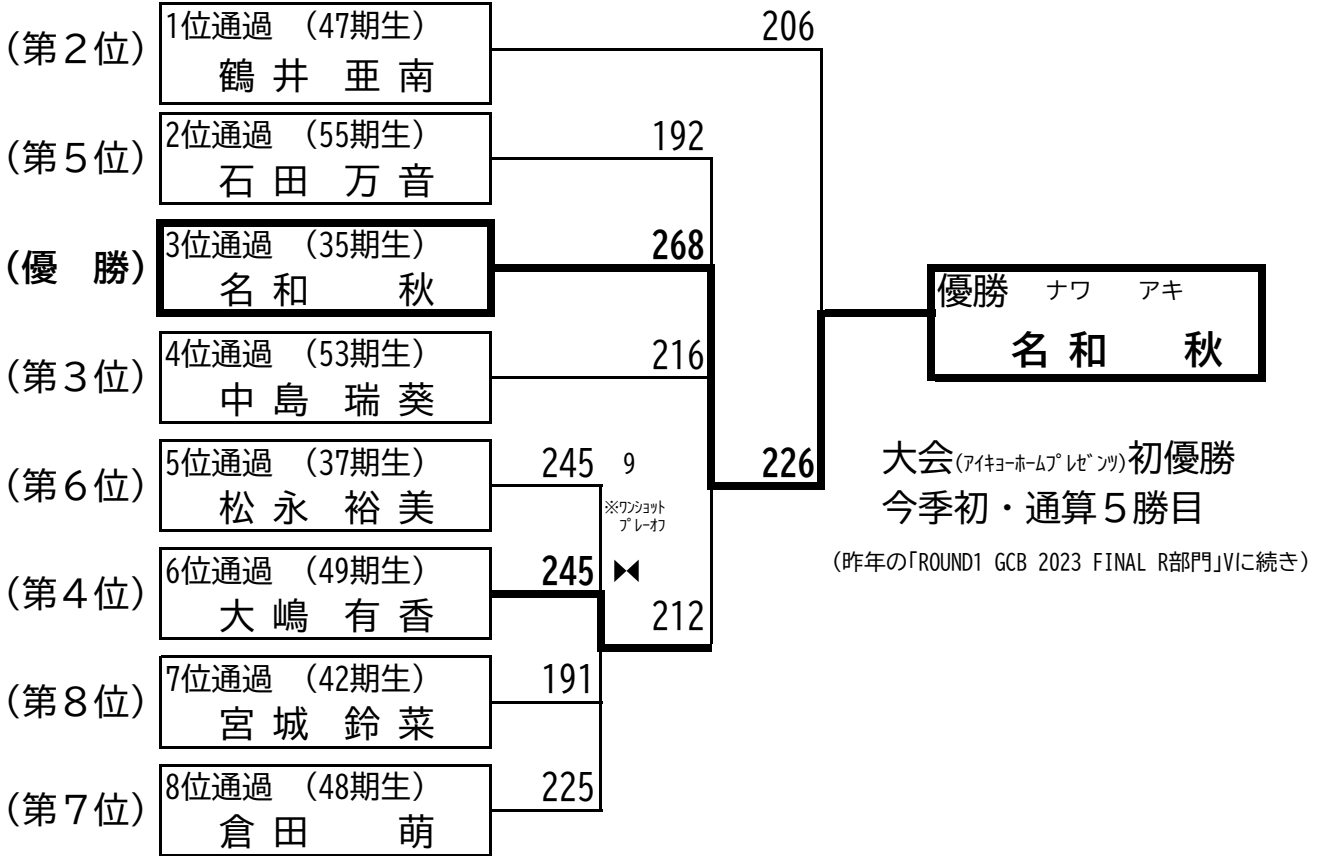 (第２位)
1位通過 (47期生)
鶴井 亜南
206
(第５位)
2位通過 (55期生)
石田 万音
192
(優 勝)
3位通過 (35期生)
名和 秋
268
(第３位)
4位通過 (53期生)
中島 瑞葵
216
(第６位)
5位通過 (37期生)
松永 裕美
245 9
※ﾜﾝｼｮｯﾄ
ﾌﾟﾚｰｵﾌ
(第４位)
6位通過 (49期生)
大嶋 有香
245
212
(第８位)
7位通過 (42期生)
宮城 鈴菜
191
(第７位)
8位通過 (48期生)
倉田 萌
225
226
優勝 ナワ アキ
名和 秋
大会(ｱｲｷｮｰﾎｰﾑﾌﾟﾚｾﾞﾝﾂ)初優勝
今季初・通算５勝目
(昨年の｢ROUND1 GCB 2023 FINAL R部門｣Vに続き)